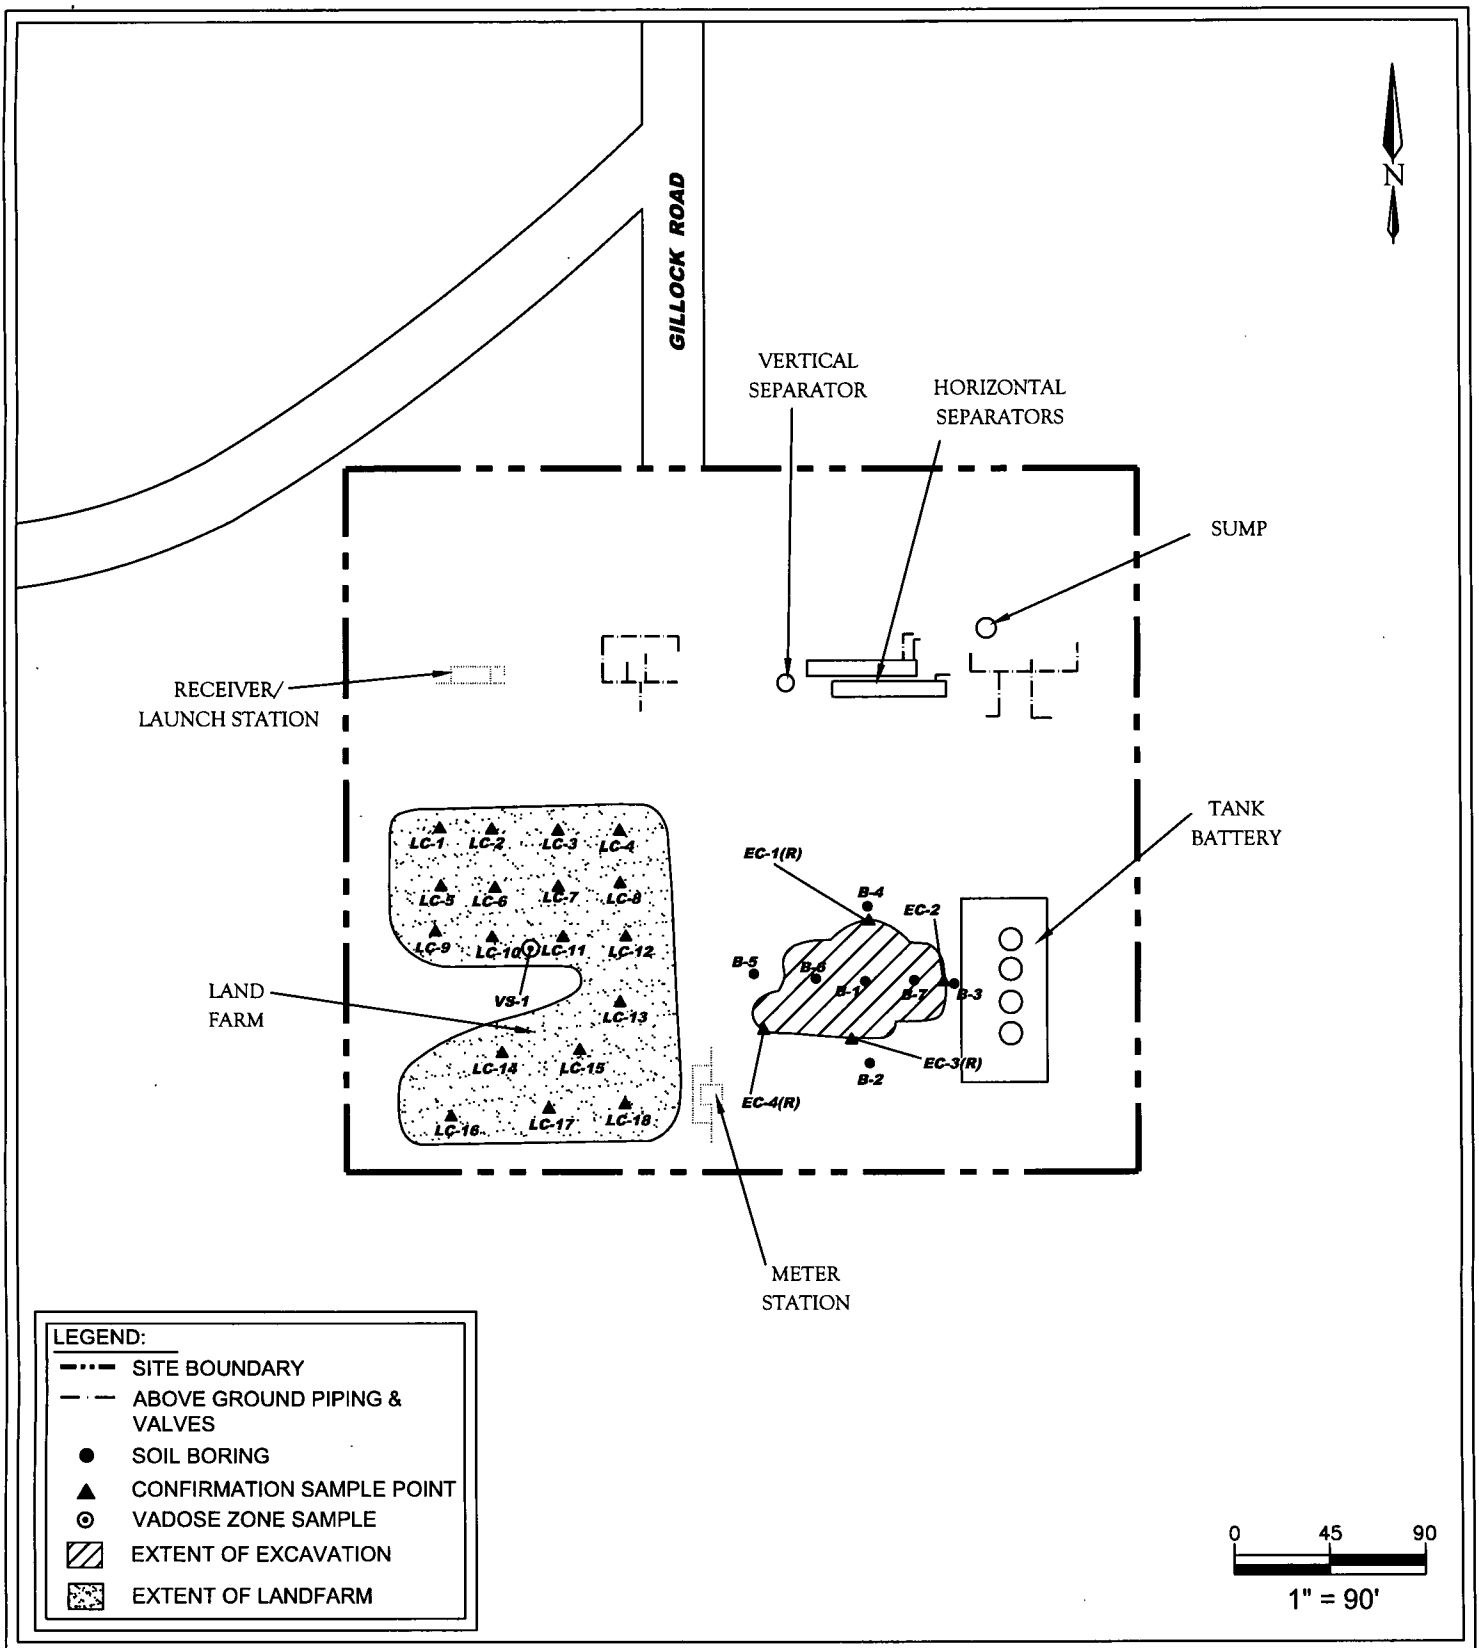 N
GILLOCK ROAD
VERTICAL
SEPARATOR
HORIZONTAL
SEPARATORS
SUMP
RECEIVER/
LAUNCH STATION
TANK
BATTERY
LC-1 LC-2 LC-3 LC-4
EC-1(R)
B-4
LC-5 LC-6 LC-7 LC-8
EC-2
LC-9 LC-10 LC-11 LC-12
B-5 B-6
B-1 B-7 B-3
LAND
FARM
VS-1
LC-13
LC-14 LC-15
EC-3(R)
B-2
EC-4(R)
LC-16 LC-17 LC-18
METER
STATION
LEGEND:
SITE BOUNDARY
ABOVE GROUND PIPING &
VALVES
SOIL BORING
CONFIRMATION SAMPLE POINT
VADOSE ZONE SAMPLE
EXTENT OF EXCAVATION
EXTENT OF LANDFARM
0 45 90
1" = 90'